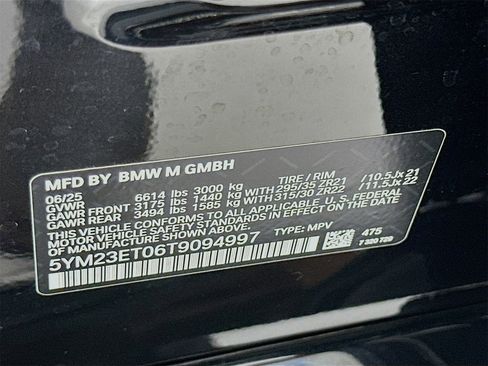 MFD BY BMW M GMBH
06/25 6614 lbs 3000 kg TIRE / RIM
GAWR FRONT 3175 lbs 1440 kg WITH 295/35 ZR21 / 10.5Jx21
GAWR REAR 3494 lbs 1585 kg WITH 315/30 ZR22 / 11.5Jx22
THIS VEHICLE CONFORMS TO ALL APPLICABLE U.S. FEDERAL
MOTOR VEHICLE SAFETY STANDARDS IN EFFECT ON THE
DATE OF MANUFACTURE SHOWN ABOVE.
5YM23ET06T9094997 TYPE: MPV 475
7 320 729